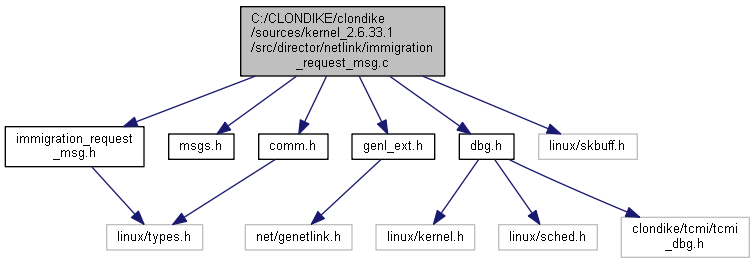 C:/CLONDIKE/clondike
/sources/kernel_2.6.33.1
/src/director/netlink/immigration
_request_msg.c
immigration_request
_msg.h
msgs.h
comm.h
genl_ext.h
dbg.h
linux/skbuff.h
linux/types.h
net/genetlink.h
linux/kernel.h
linux/sched.h
clondike/tcmi/tcmi
_dbg.h